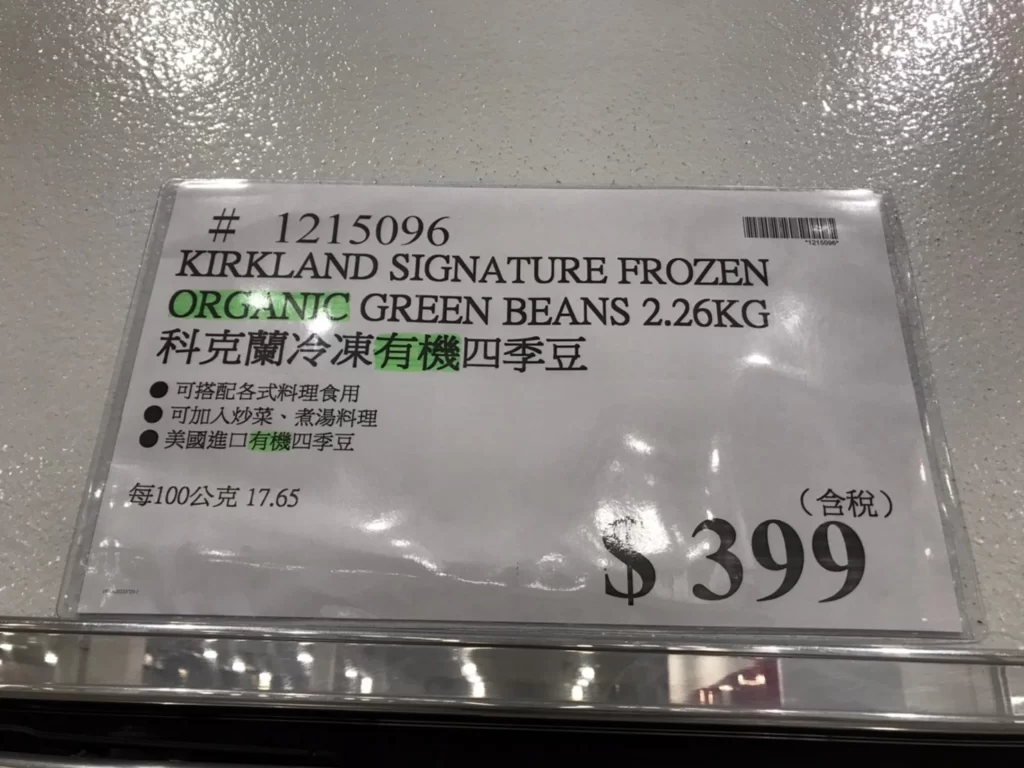 # 1215096
*1215096*
KIRKLAND SIGNATURE FROZEN
ORGANIC GREEN BEANS 2.26KG
科克蘭冷凍有機四季豆
● 可搭配各式料理食用
● 可加入炒菜、煮湯料理
● 美國進口有機四季豆
每100公克 17.65
（含稅）
$ 399